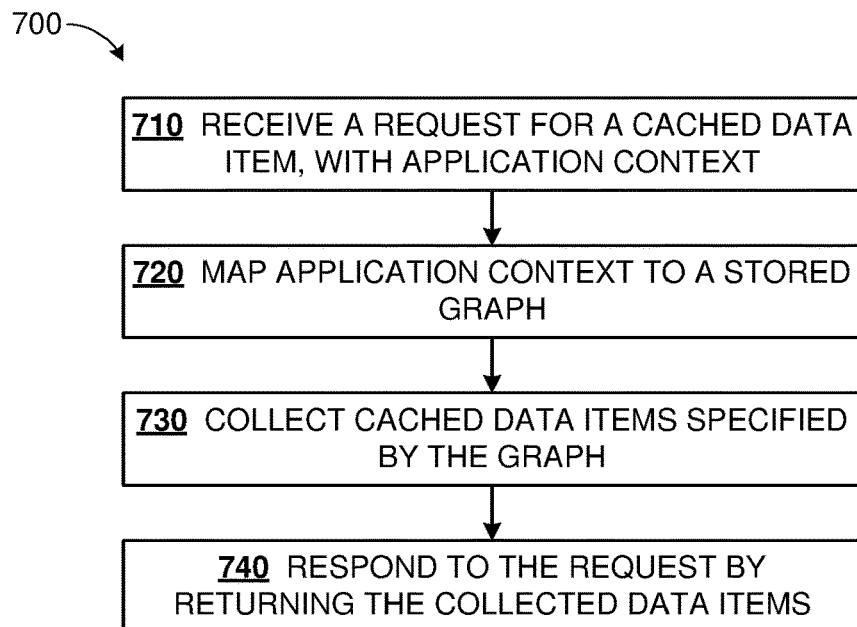 700
710 RECEIVE A REQUEST FOR A CACHED DATA
ITEM, WITH APPLICATION CONTEXT
720 MAP APPLICATION CONTEXT TO A STORED
GRAPH
730 COLLECT CACHED DATA ITEMS SPECIFIED
BY THE GRAPH
740 RESPOND TO THE REQUEST BY
RETURNING THE COLLECTED DATA ITEMS